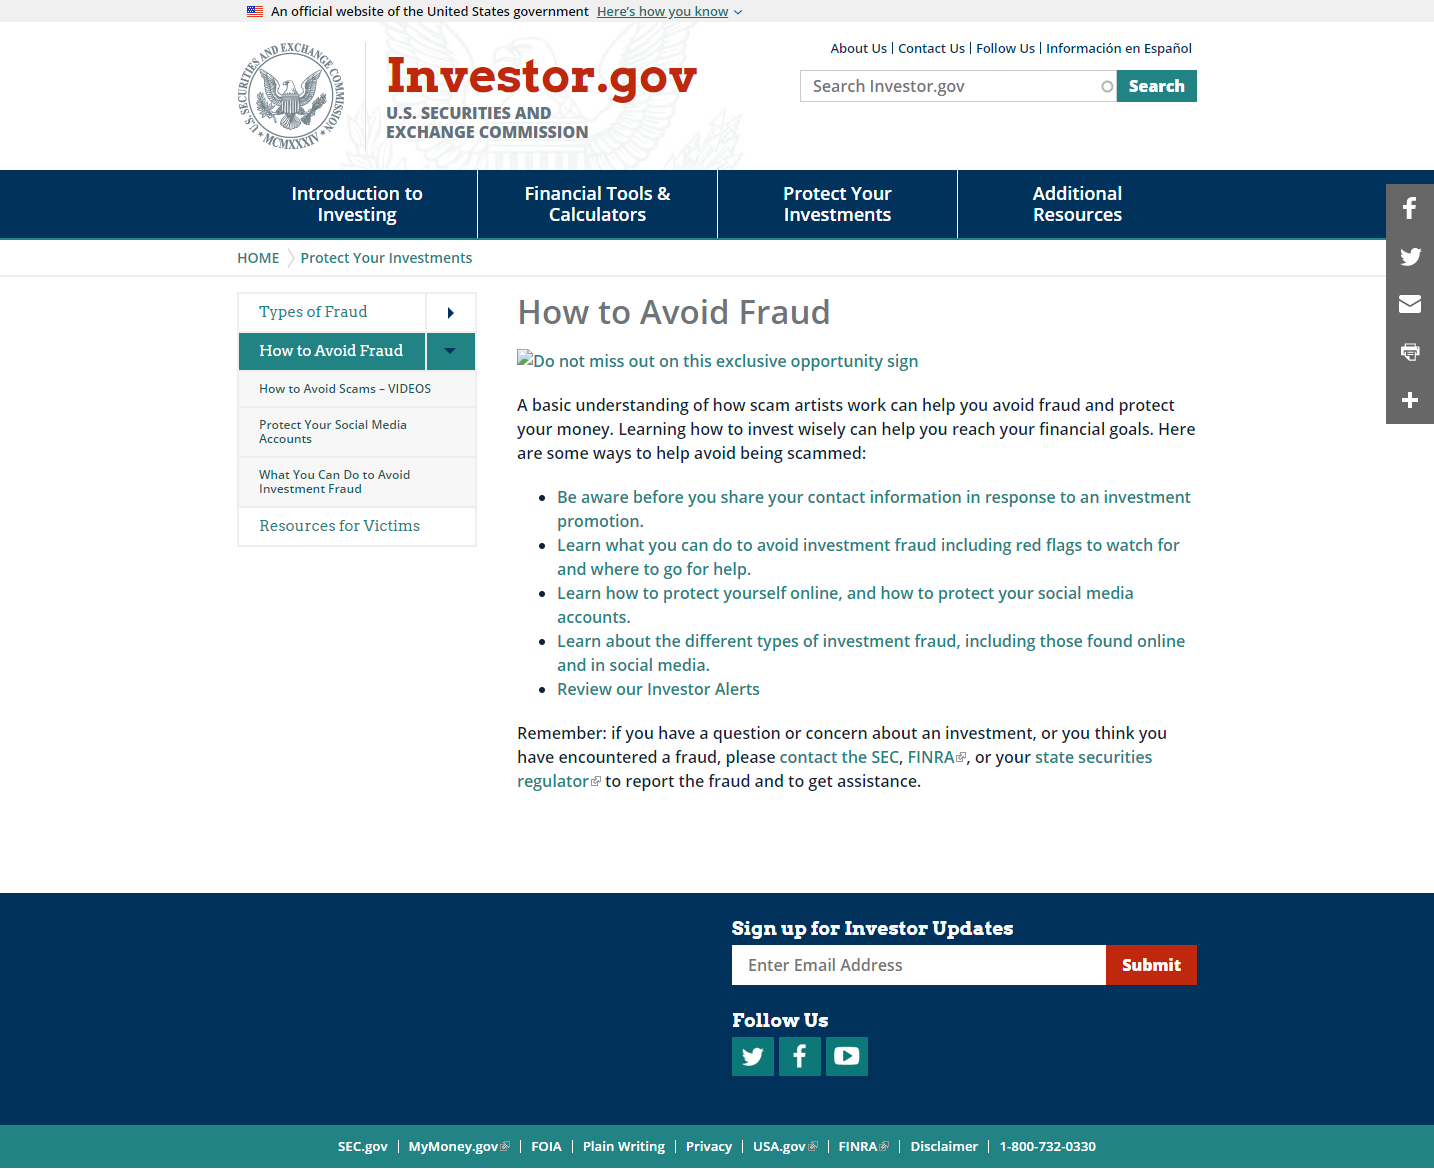 An official website of the United States government Here's how you know
About Us | Contact Us | Follow Us | Información en Español
U.S. SECURITIES AND EXCHANGE COMMISSION
MCMXXXIV
Investor.gov
U.S. SECURITIES AND
EXCHANGE COMMISSION
Search Investor.gov
Search
Introduction to
Investing
Financial Tools &
Calculators
Protect Your
Investments
Additional
Resources
HOME Protect Your Investments
Types of Fraud
How to Avoid Fraud
How to Avoid Scams – VIDEOS
Protect Your Social Media
Accounts
What You Can Do to Avoid
Investment Fraud
Resources for Victims
How to Avoid Fraud
Do not miss out on this exclusive opportunity sign
A basic understanding of how scam artists work can help you avoid fraud and protect
your money. Learning how to invest wisely can help you reach your financial goals. Here
are some ways to help avoid being scammed:
Be aware before you share your contact information in response to an investment
promotion.
Learn what you can do to avoid investment fraud including red flags to watch for
and where to go for help.
Learn how to protect yourself online, and how to protect your social media
accounts.
Learn about the different types of investment fraud, including those found online
and in social media.
Review our Investor Alerts
Remember: if you have a question or concern about an investment, or you think you
have encountered a fraud, please contact the SEC, FINRA, or your state securities
regulator to report the fraud and to get assistance.
Sign up for Investor Updates
Enter Email Address
Submit
Follow Us
SEC.gov | MyMoney.gov | FOIA | Plain Writing | Privacy | USA.gov | FINRA | Disclaimer | 1-800-732-0330